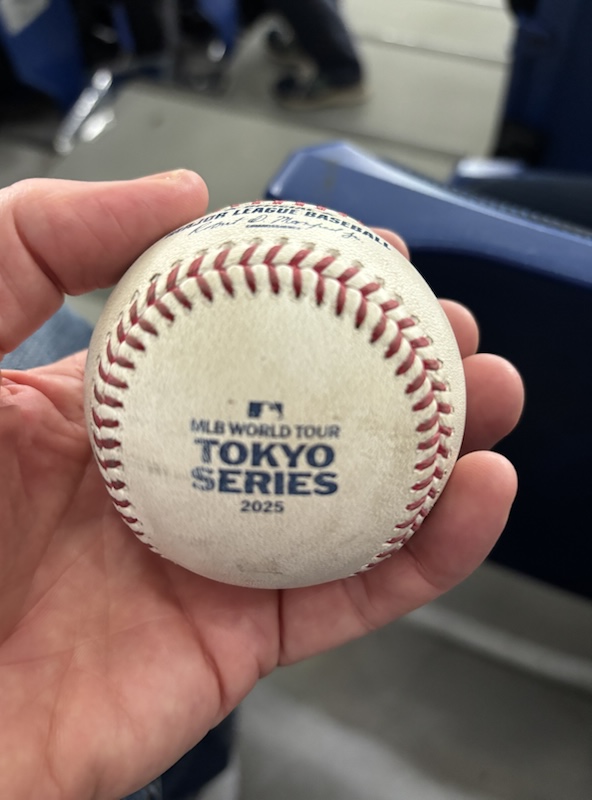 MAJOR LEAGUE BASEBALL
MLB WORLD TOUR
TOKYO
SERIES
2025